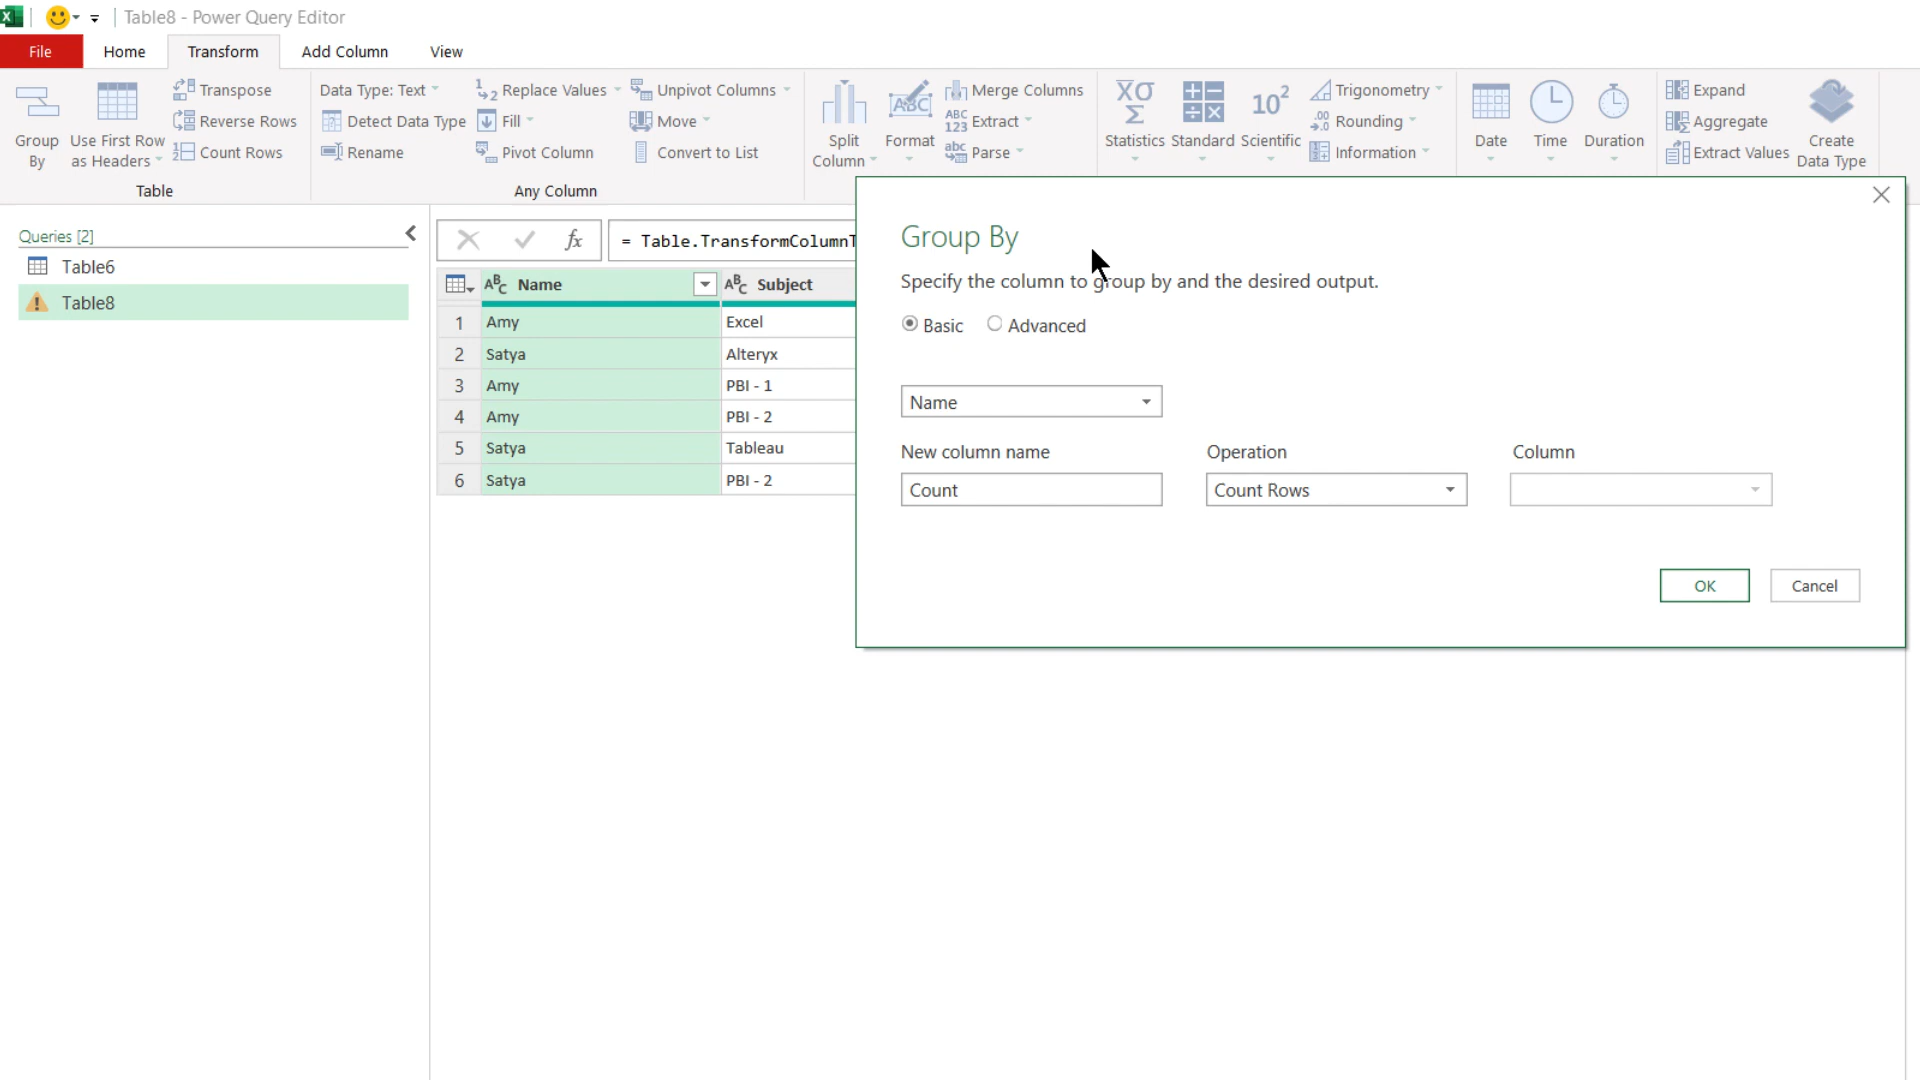 Table8 - Power Query Editor
File Home Transform Add Column View
Group By
Use First Row as Headers
Transpose
Reverse Rows
Count Rows
Table
Data Type: Text
Detect Data Type
Rename
Replace Values
Fill
Pivot Column
Unpivot Columns
Move
Convert to List
Any Column
Split Column
Format
Merge Columns
Extract
Parse
Statistics
Standard
Scientific
Trigonometry
Rounding
Information
Date
Time
Duration
Expand
Aggregate
Extract Values
Create Data Type
Queries [2]
Table6
Table8
fx
= Table.TransformColumnT
Name Subject
1 Amy Excel
2 Satya Alteryx
3 Amy PBI - 1
4 Amy PBI - 2
5 Satya Tableau
6 Satya PBI - 2
Group By
Specify the column to group by and the desired output.
Basic Advanced
Name
New column name Operation Column
Count Count Rows
OK Cancel